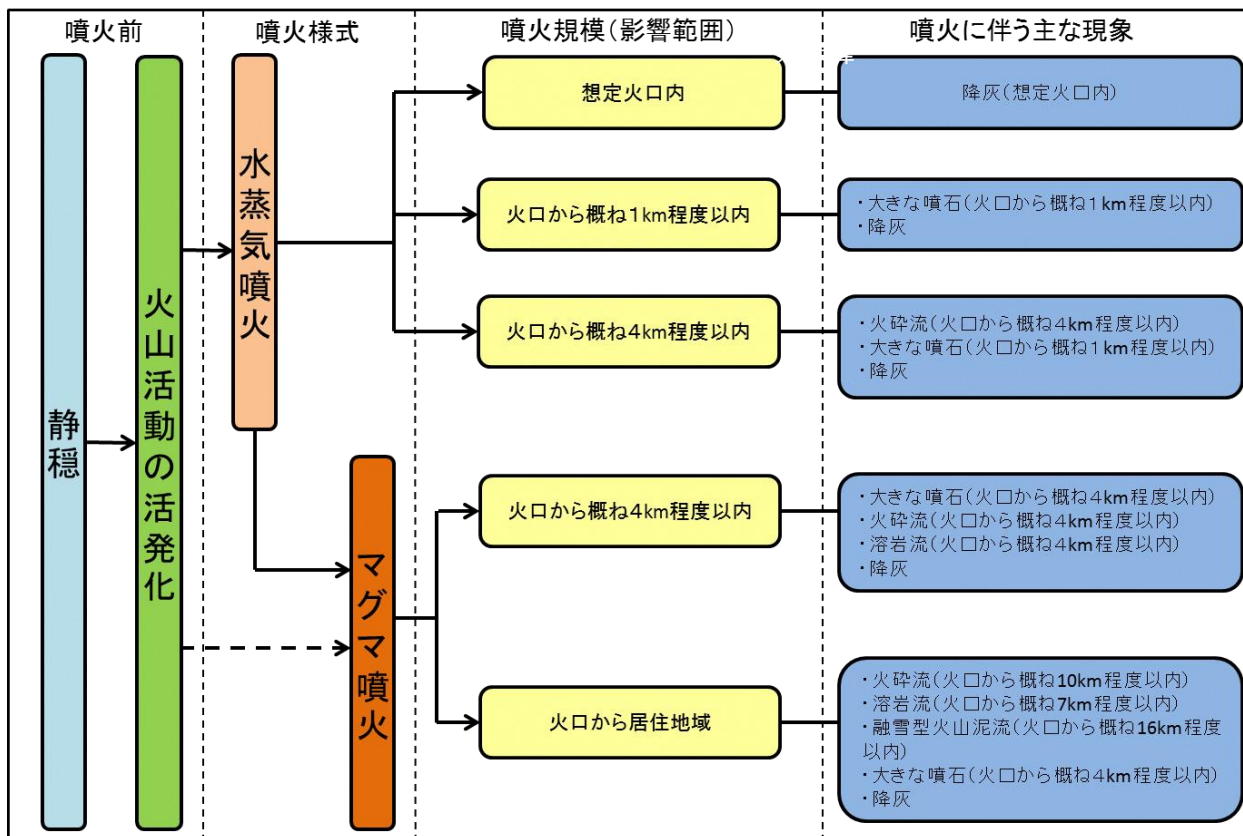 噴火前
噴火様式
噴火規模(影響範囲)
噴火に伴う主な現象
静穏
火山活動の活発化
水蒸気噴火
マグマ噴火
想定火口内
降灰(想定火口内)
火口から概ね1km程度以内
・大きな噴石(火口から概ね1km程度以内)
・降灰
火口から概ね4km程度以内
・火砕流(火口から概ね4km程度以内)
・大きな噴石(火口から概ね1km程度以内)
・降灰
火口から概ね4km程度以内
・大きな噴石(火口から概ね4km程度以内)
・火砕流(火口から概ね4km程度以内)
・溶岩流(火口から概ね4km程度以内)
・降灰
火口から居住地域
・火砕流(火口から概ね10km程度以内)
・溶岩流(火口から概ね7km程度以内)
・融雪型火山泥流(火口から概ね16km程度
以内)
・大きな噴石(火口から概ね4km程度以内)
・降灰